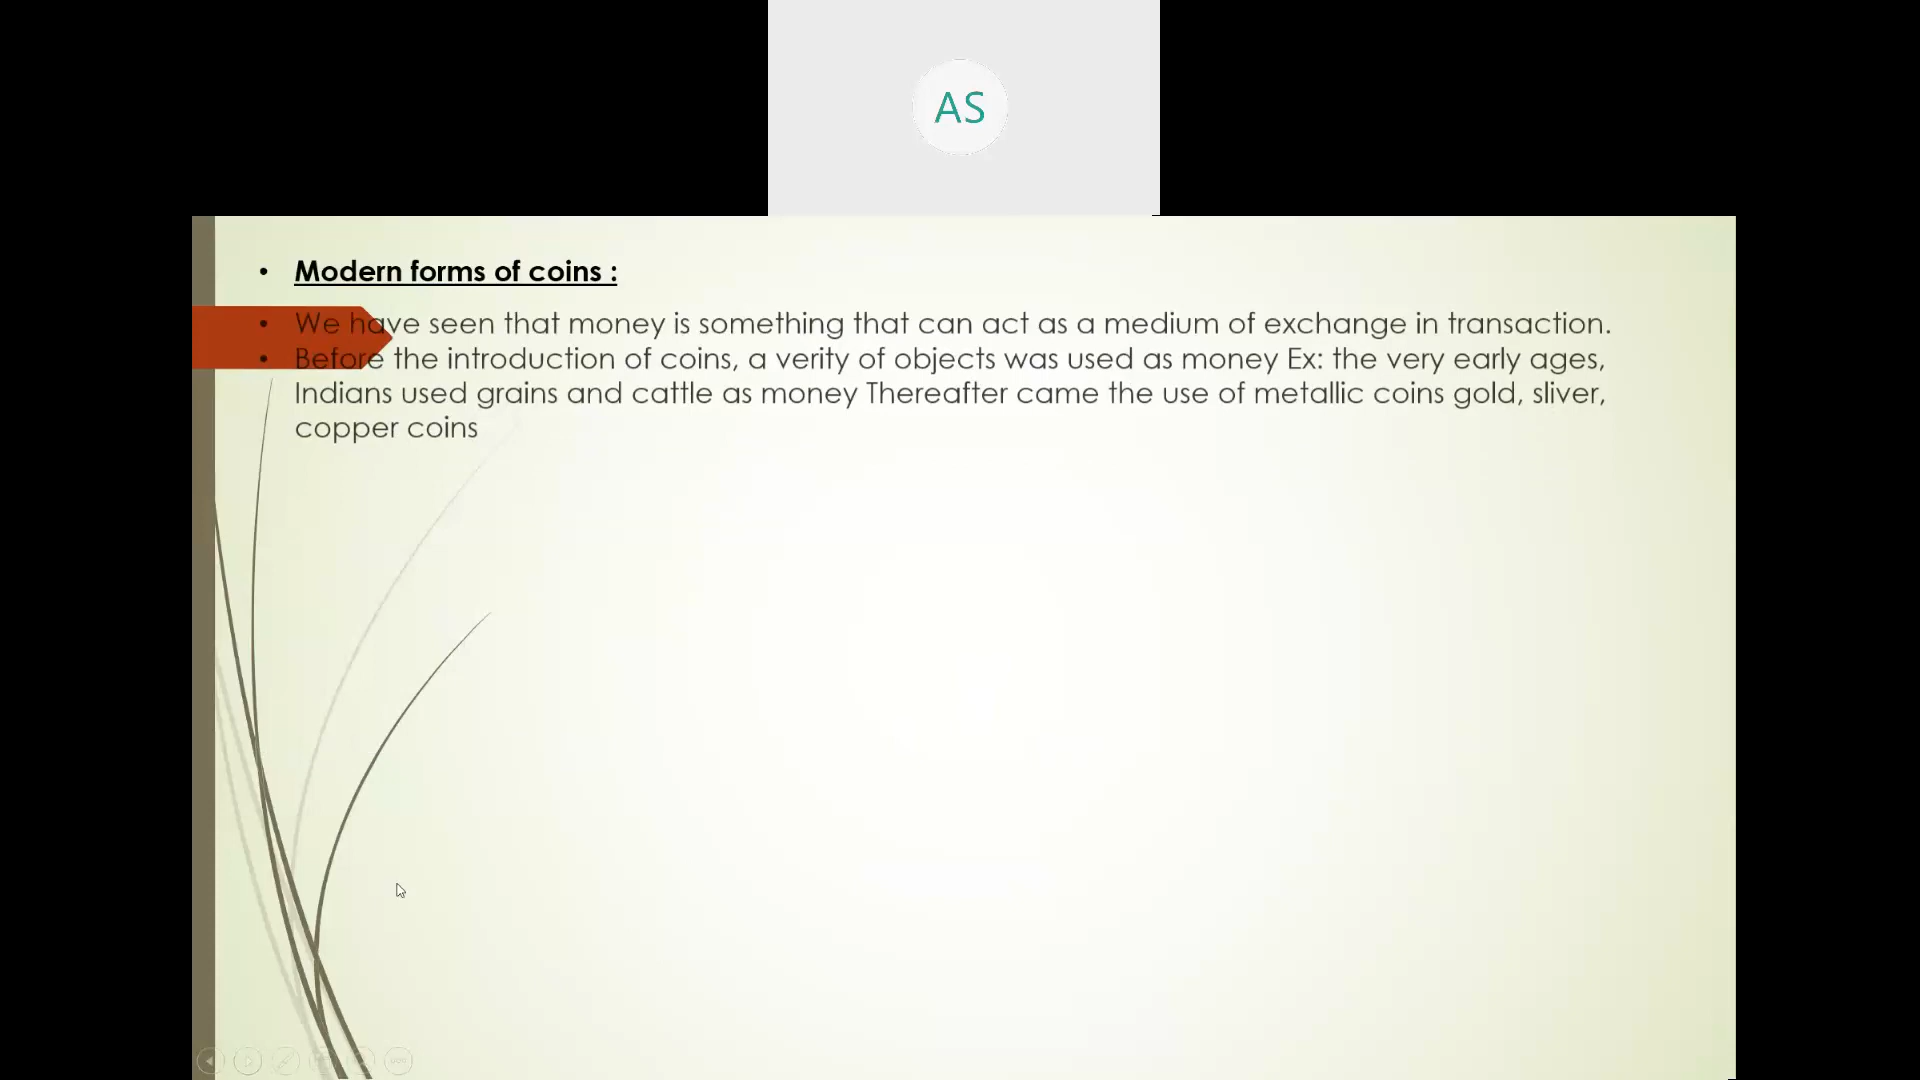 AS
• Modern forms of coins :
• We have seen that money is something that can act as a medium of exchange in transaction.
• Before the introduction of coins, a verity of objects was used as money Ex: the very early ages,
Indians used grains and cattle as money Thereafter came the use of metallic coins gold, sliver,
copper coins